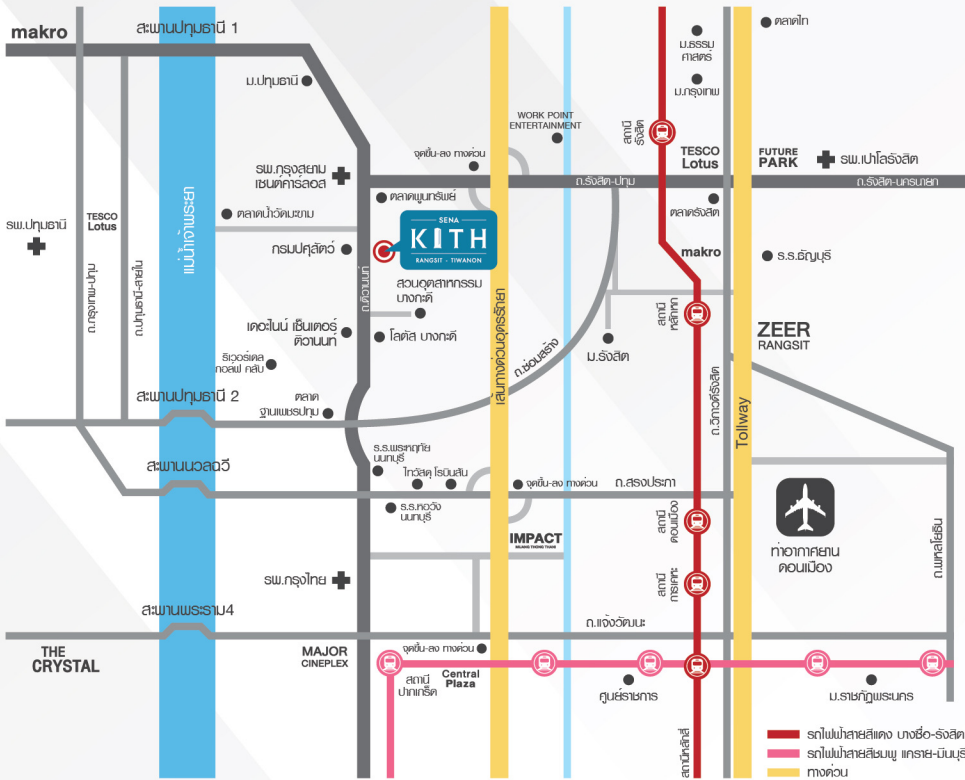 makro
สะพานปทุมธานี 1
ม.ปทุมธานี
ม.ธรรม
ศาสตร์
ตลาดไท
ม.กรุงเทพ
WORK POINT
ENTERTAINMENT
สถานี
รังสิต
จุดขึ้น-ลง ทางด่วน
TESCO
Lotus
FUTURE
PARK
รพ.เปาโลรังสิต
รพ.กรุงสยาม
เซนต์คาร์ลอส
ถ.รังสิต-ปทุม
ถ.รังสิต-นครนายก
ตลาดพูนทรัพย์
ตลาดรังสิต
รพ.ปทุมธานี
TESCO
Lotus
แม่น้ำเจ้าพระยา
ตลาดน้ำวัดมะขาม
SENA
KITH
RANGSIT - TIWANON
กรมปศุสัตว์
makro
ร.ร.ธัญบุรี
ถ.กรุงเทพ-ปทุม
ถ.ปทุมธานี-สายใน
ถ.ติวานนท์
สวนอุตสาหกรรม
บางกะดี
เส้นทางด่วนอุดรรัถยา
สถานี
หลักหก
เดอะไนน์ เซ็นเตอร์
ติวานนท์
โลตัส บางกะดี
ม.รังสิต
ZEER
RANGSIT
ริเวอร์เดล
กอล์ฟ คลับ
ถ.ซ่อมสร้าง
ถ.วิภาวดีรังสิต
Tollway
สะพานปทุมธานี 2
ตลาด
ฐานเพชรปทุม
สะพานนวลฉวี
ร.ร.พระหฤทัย
นนทบุรี
ไทวัสดุ โรบินสัน
จุดขึ้น-ลง ทางด่วน
ถ.สรงประภา
ร.ร.หอวัง
นนทบุรี
สถานี
ดอนเมือง
IMPACT
MUANG THONG THANI
ท่าอากาศยาน
ดอนเมือง
ถ.พหลโยธิน
รพ.กรุงไทย
สถานี
การเคหะ
สะพานพระราม4
ถ.แจ้งวัฒนะ
THE
CRYSTAL
MAJOR
CINEPLEX
จุดขึ้น-ลง ทางด่วน
สถานี
ปากเกร็ด
Central
Plaza
ศูนย์ราชการ
ม.ราชภัฏพระนคร
สถานีหลักสี่
รถไฟฟ้าสายสีแดง บางซื่อ-รังสิต
รถไฟฟ้าสายสีชมพู แคราย-มีนบุรี
ทางด่วน